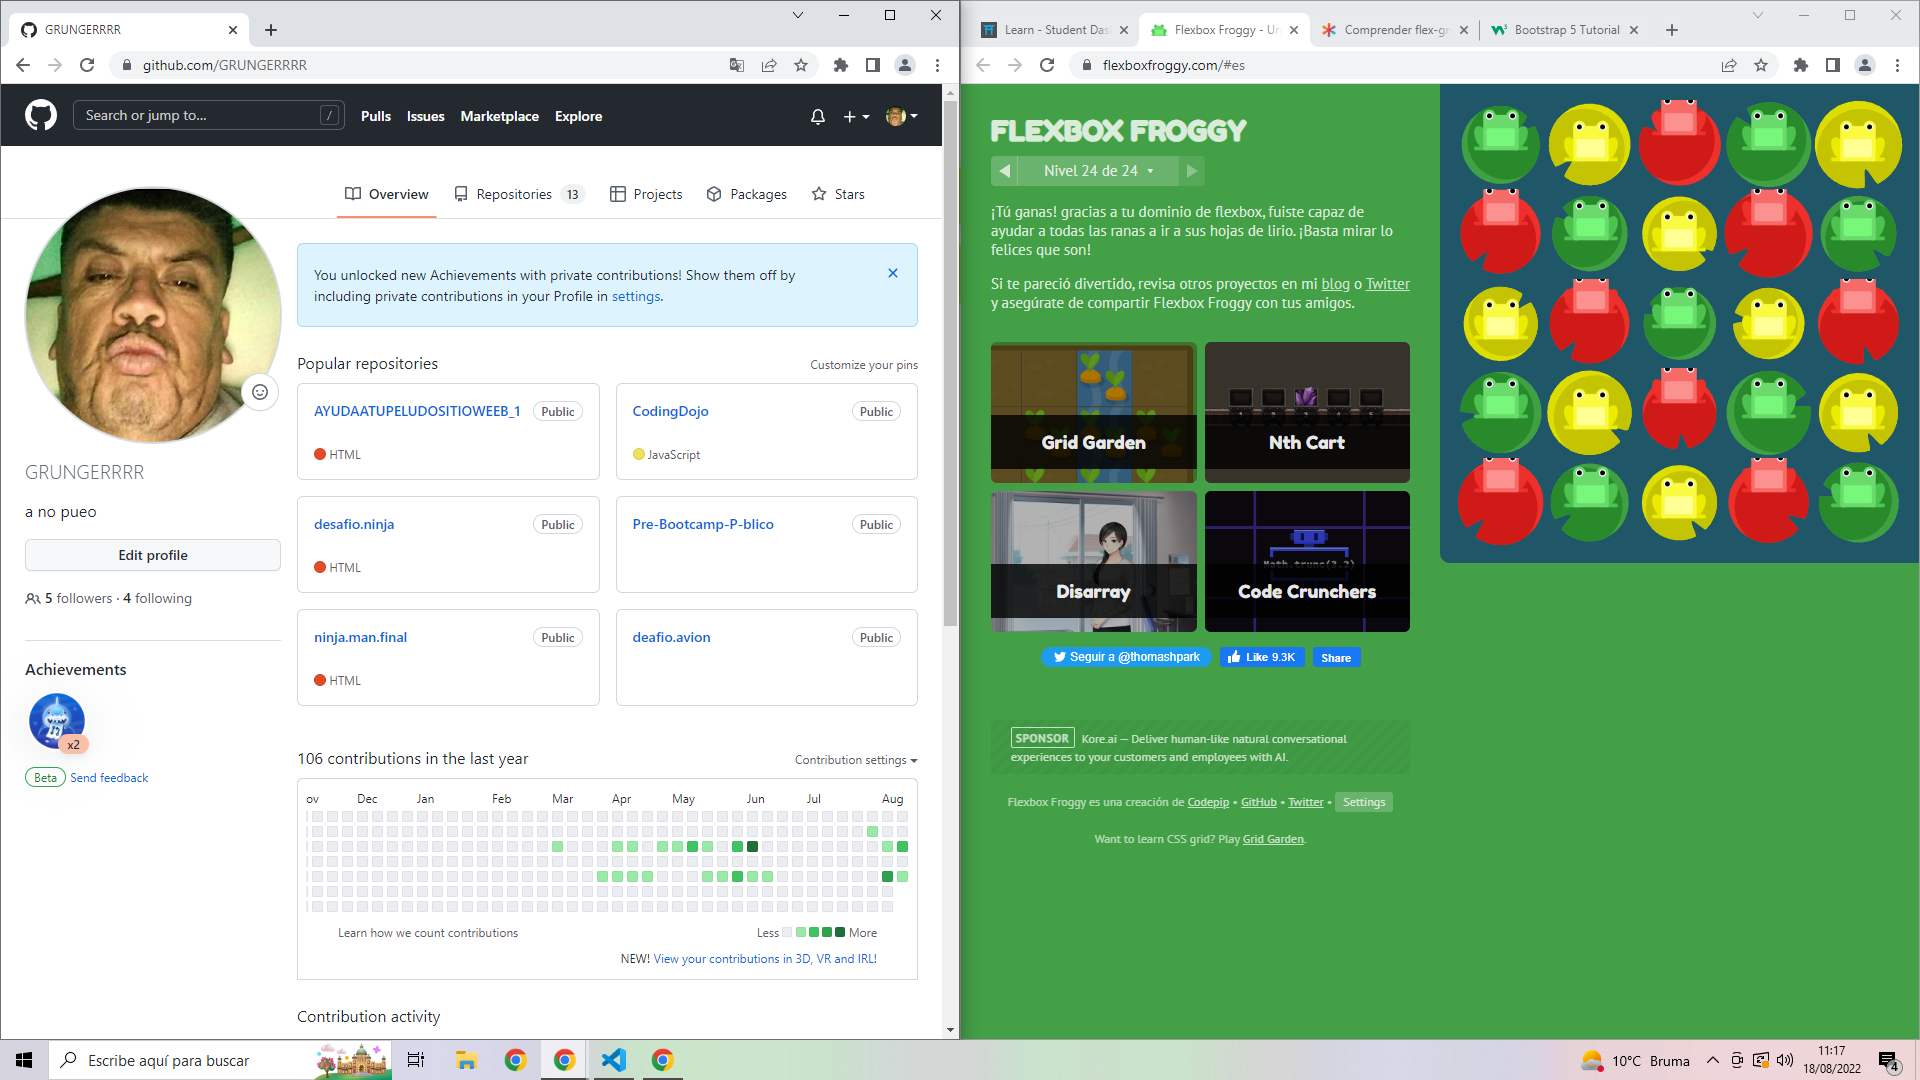 GRUNGERRRR
github.com/GRUNGERRRR
Search or jump to... /
Pulls Issues Marketplace Explore
Overview Repositories 13 Projects Packages Stars
You unlocked new Achievements with private contributions! Show them off by
including private contributions in your Profile in settings.
Popular repositories
Customize your pins
AYUDAATUPELUDOSITIOWEEB_1 Public
HTML
CodingDojo Public
JavaScript
desafio.ninja Public
HTML
Pre-Bootcamp-P-blico Public
ninja.man.final Public
HTML
deafio.avion Public
GRUNGERRRR
a no pueo
Edit profile
5 followers · 4 following
Achievements
x2
Beta Send feedback
106 contributions in the last year
Contribution settings
ov Dec Jan Feb Mar Apr May Jun Jul Aug
Learn how we count contributions
Less More
NEW! View your contributions in 3D, VR and IRL!
Contribution activity
Learn - Student Das
Flexbox Froggy - Un
Comprender flex-gr
Bootstrap 5 Tutorial
flexboxfroggy.com/#es
FLEXBOX FROGGY
Nivel 24 de 24
¡Tú ganas! gracias a tu dominio de flexbox, fuiste capaz de
ayudar a todas las ranas a ir a sus hojas de lirio. ¡Basta mirar lo
felices que son!
Si te pareció divertido, revisa otros proyectos en mi blog o Twitter
y asegúrate de compartir Flexbox Froggy con tus amigos.
Grid Garden
Nth Cart
Disarray
Math.trunc(3.2)
Code Crunchers
Seguir a @thomashpark
Like 9.3K
Share
SPONSOR Kore.ai — Deliver human-like natural conversational
experiences to your customers and employees with AI.
Flexbox Froggy es una creación de Codepip • GitHub • Twitter • Settings
Want to learn CSS grid? Play Grid Garden.
Escribe aquí para buscar
10°C Bruma
11:17
18/08/2022
4